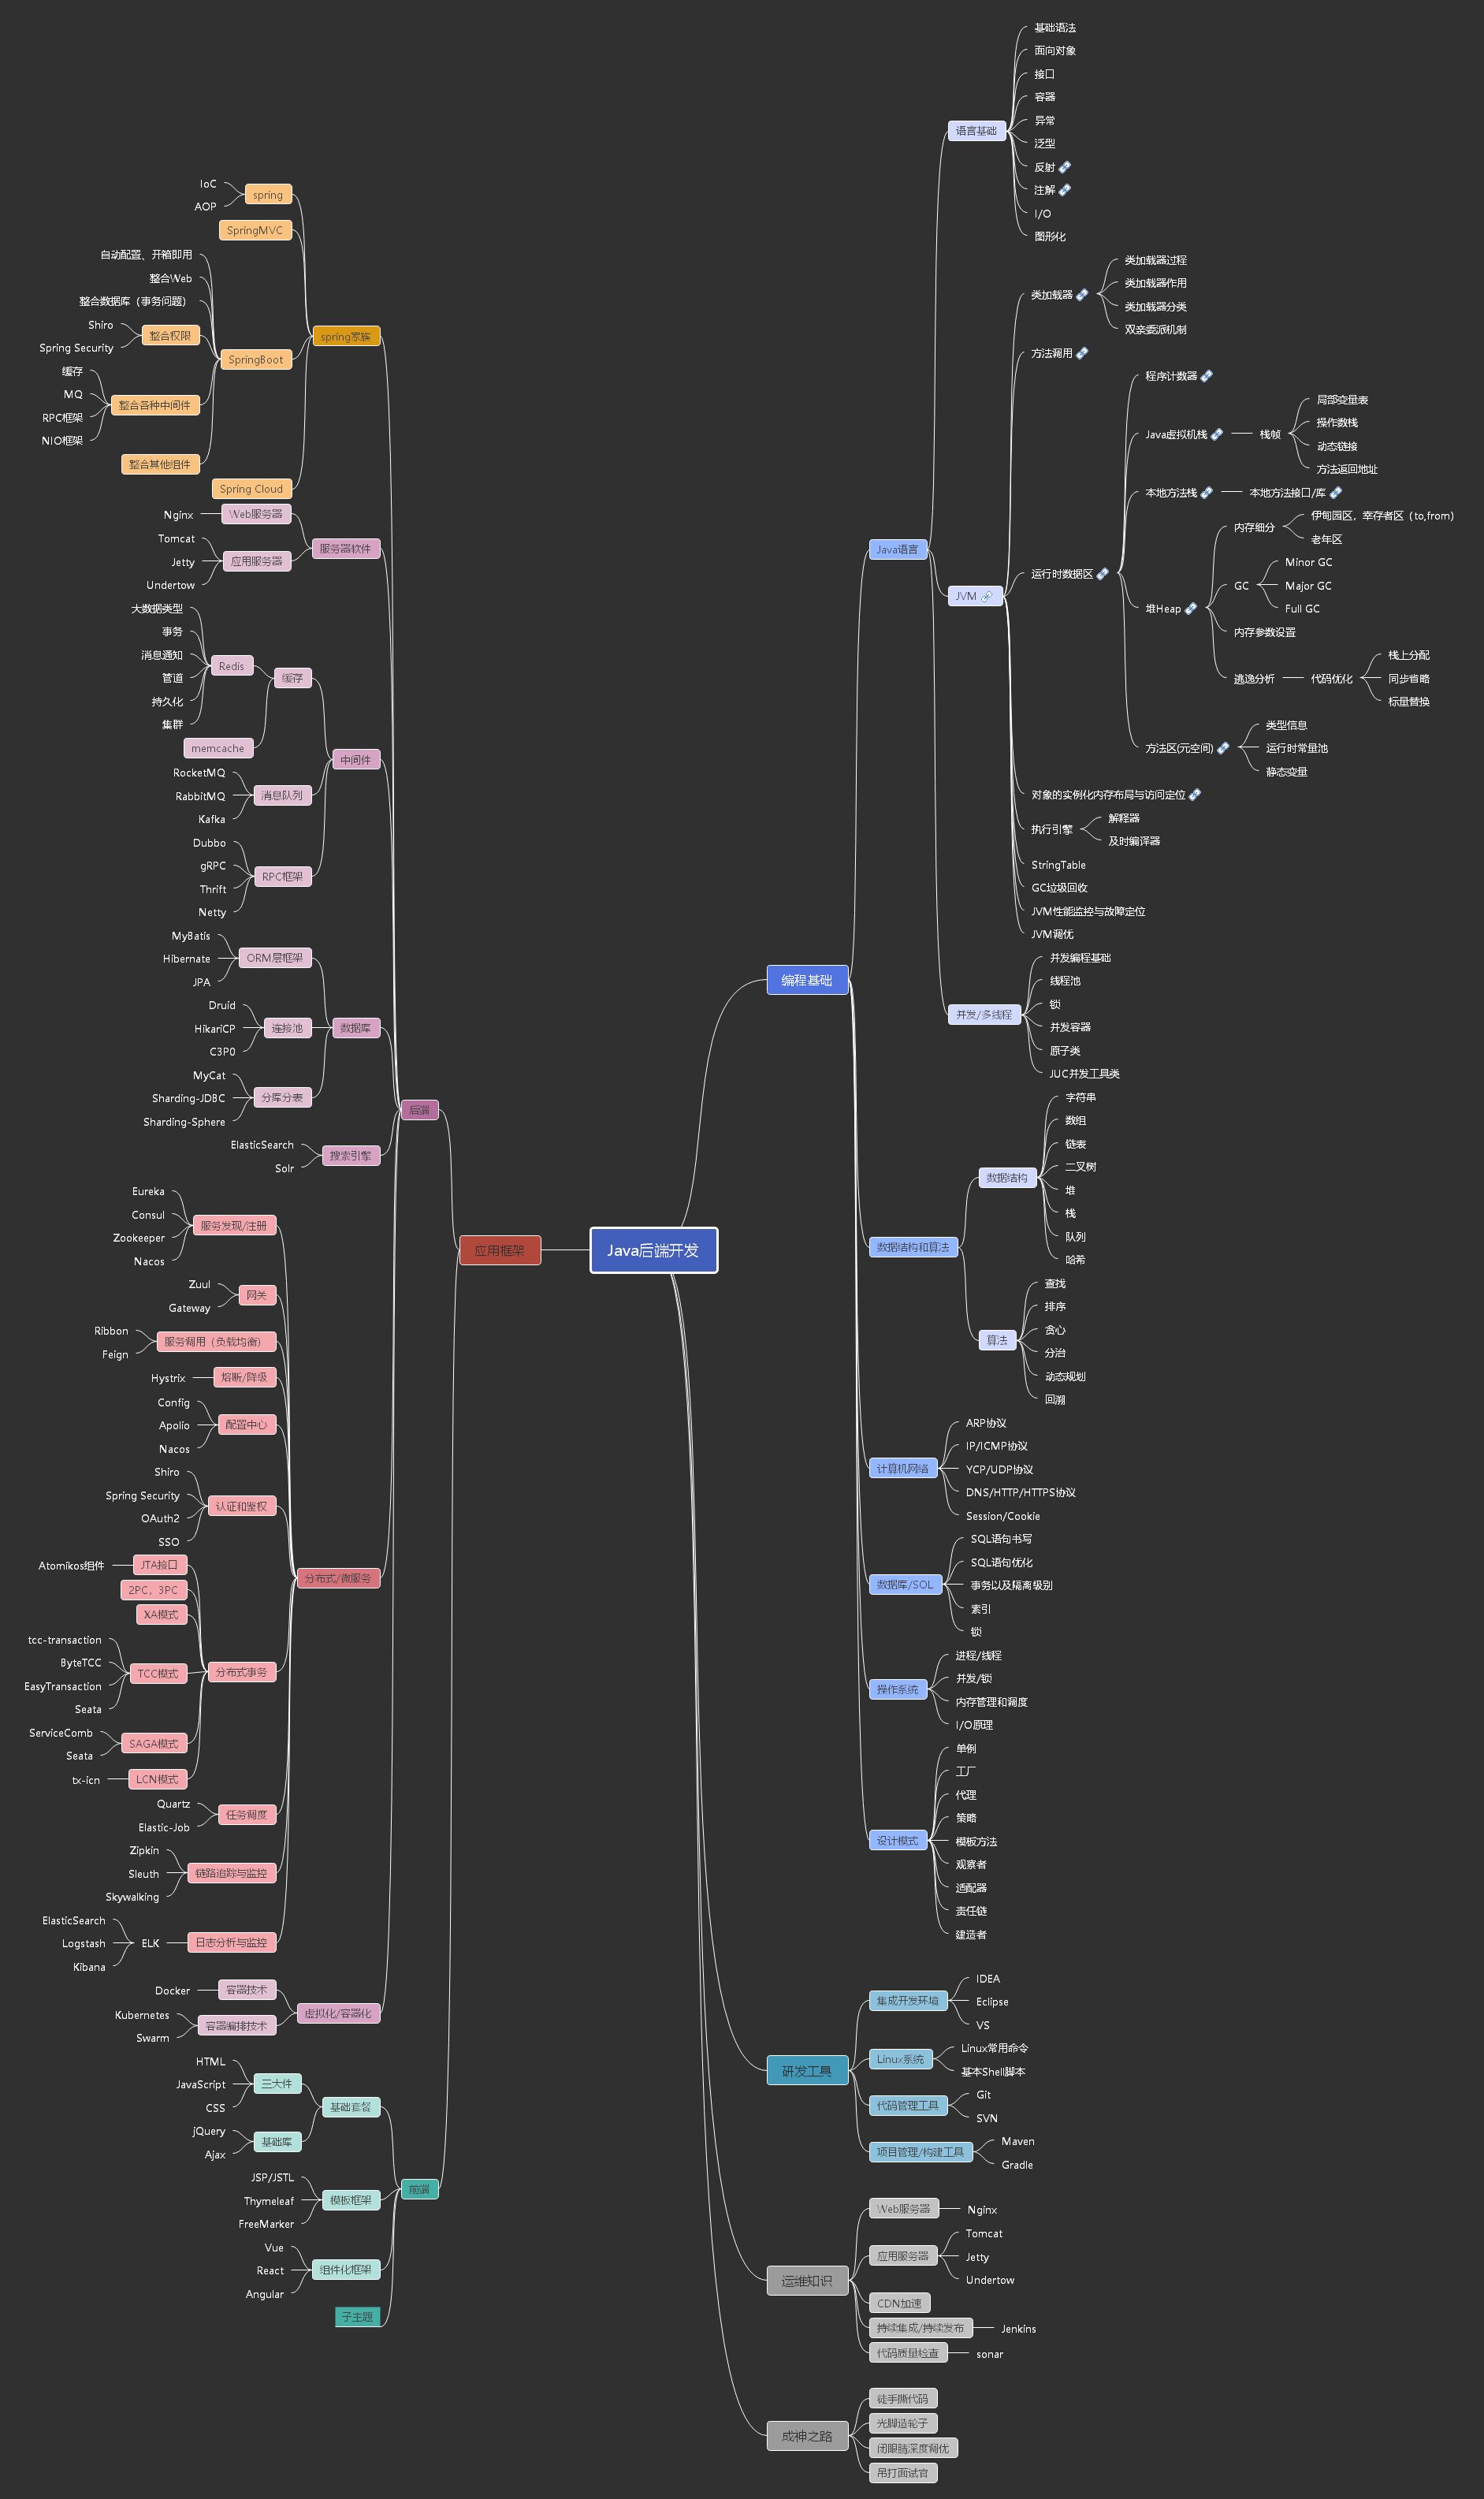 Java后端开发
编程基础
Java语言
语言基础
基础语法
面向对象
接口
容器
异常
泛型
反射
注解
I/O
图形化
JVM
类加载器
类加载器过程
类加载器作用
类加载器分类
双亲委派机制
方法调用
运行时数据区
程序计数器
Java虚拟机栈
栈帧
局部变量表
操作数栈
动态链接
方法返回地址
本地方法栈
本地方法接口/库
堆Heap
内存细分
伊甸园区，幸存者区（to,from）
老年区
GC
Minor GC
Major GC
Full GC
内存参数设置
逃逸分析
代码优化
栈上分配
同步省略
标量替换
方法区(元空间)
类型信息
运行时常量池
静态变量
对象的实例化内存布局与访问定位
执行引擎
解释器
及时编译器
StringTable
GC垃圾回收
JVM性能监控与故障定位
JVM调优
并发/多线程
并发编程基础
线程池
锁
并发容器
原子类
JUC并发工具类
数据结构和算法
数据结构
字符串
数组
链表
二叉树
堆
栈
队列
哈希
算法
查找
排序
贪心
分治
动态规划
回溯
计算机网络
ARP协议
IP/ICMP协议
YCP/UDP协议
DNS/HTTP/HTTPS协议
Session/Cookie
数据库/SOL
SQL语句书写
SQL语句优化
事务以及隔离级别
索引
锁
操作系统
进程/线程
并发/锁
内存管理和调度
I/O原理
设计模式
单例
工厂
代理
策略
模板方法
观察者
适配器
责任链
建造者
研发工具
集成开发环境
IDEA
Eclipse
VS
Linux系统
Linux常用命令
基本Shell脚本
代码管理工具
Git
SVN
项目管理/构建工具
Maven
Gradle
运维知识
Web服务器
Nginx
应用服务器
Tomcat
Jetty
Undertow
CDN加速
持续集成/持续发布
Jenkins
代码质量检查
sonar
成神之路
徒手撕代码
光脚造轮子
闭眼睛深度调优
吊打面试官
应用框架
后端
spring家族
spring
IoC
AOP
SpringMVC
SpringBoot
自动配置、开箱即用
整合Web
整合数据库（事务问题）
整合权限
Shiro
Spring Security
整合各种中间件
缓存
MQ
RPC框架
NIO框架
整合其他组件
Spring Cloud
服务器软件
Web服务器
Nginx
应用服务器
Tomcat
Jetty
Undertow
中间件
缓存
Redis
大数据类型
事务
消息通知
管道
持久化
集群
memcache
消息队列
RocketMQ
RabbitMQ
Kafka
RPC框架
Dubbo
gRPC
Thrift
Netty
数据库
ORM层框架
MyBatis
Hibernate
JPA
连接池
Druid
HikariCP
C3P0
分库分表
MyCat
Sharding-JDBC
Sharding-Sphere
搜索引擎
ElasticSearch
Solr
分布式/微服务
服务发现/注册
Eureka
Consul
Zookeeper
Nacos
网关
Zuul
Gateway
服务调用（负载均衡）
Ribbon
Feign
熔断/降级
Hystrix
配置中心
Config
Apolio
Nacos
认证和鉴权
Shiro
Spring Security
OAuth2
SSO
分布式事务
JTA接口
Atomikos组件
2PC，3PC
XA模式
TCC模式
tcc-transaction
ByteTCC
EasyTransaction
Seata
SAGA模式
ServiceComb
Seata
LCN模式
tx-icn
任务调度
Quartz
Elastic-Job
链路追踪与监控
Zipkin
Sleuth
Skywalking
日志分析与监控
ELK
ElasticSearch
Logstash
Kibana
虚拟化/容器化
容器技术
Docker
容器编排技术
Kubernetes
Swarm
前端
基础套餐
三大件
HTML
JavaScript
CSS
基础库
jQuery
Ajax
模板框架
JSP/JSTL
Thymeleaf
FreeMarker
组件化框架
Vue
React
Angular
子主题